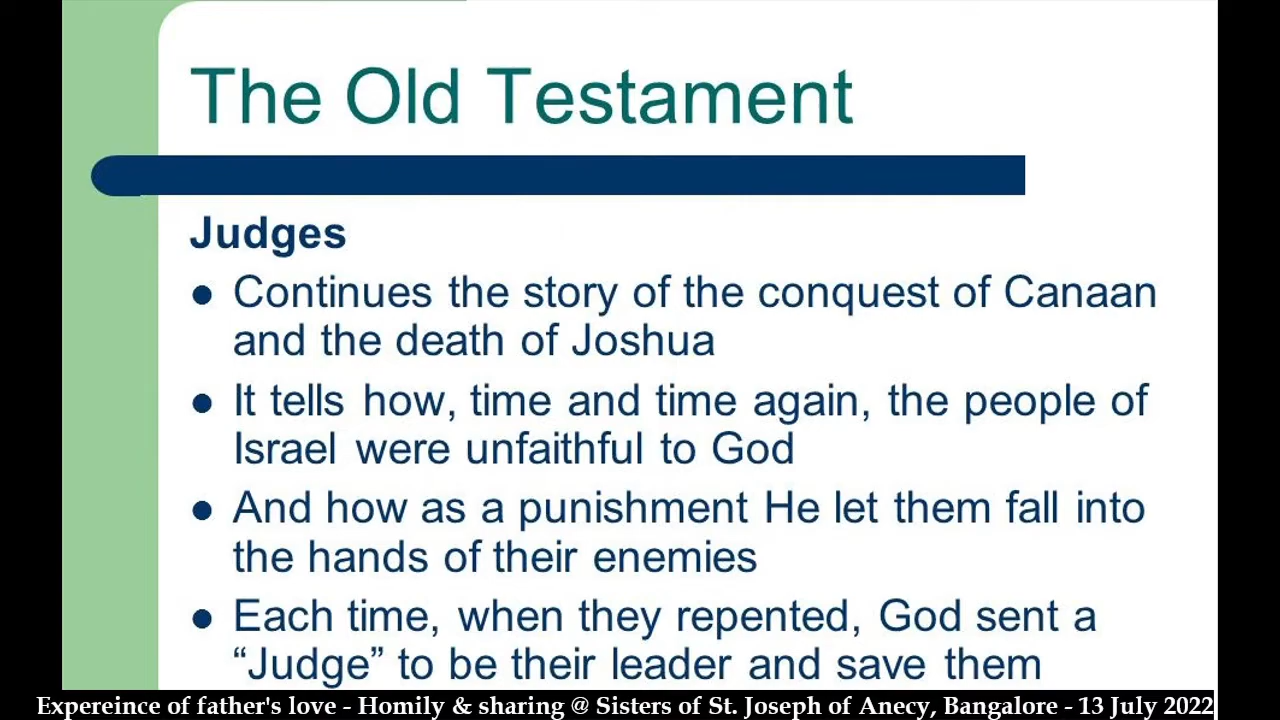 The Old Testament
Judges
● Continues the story of the conquest of Canaan
and the death of Joshua
● It tells how, time and time again, the people of
Israel were unfaithful to God
● And how as a punishment He let them fall into
the hands of their enemies
● Each time, when they repented, God sent a
“Judge” to be their leader and save them
Expereince of father's love - Homily & sharing @ Sisters of St. Joseph of Anecy, Bangalore - 13 July 2022